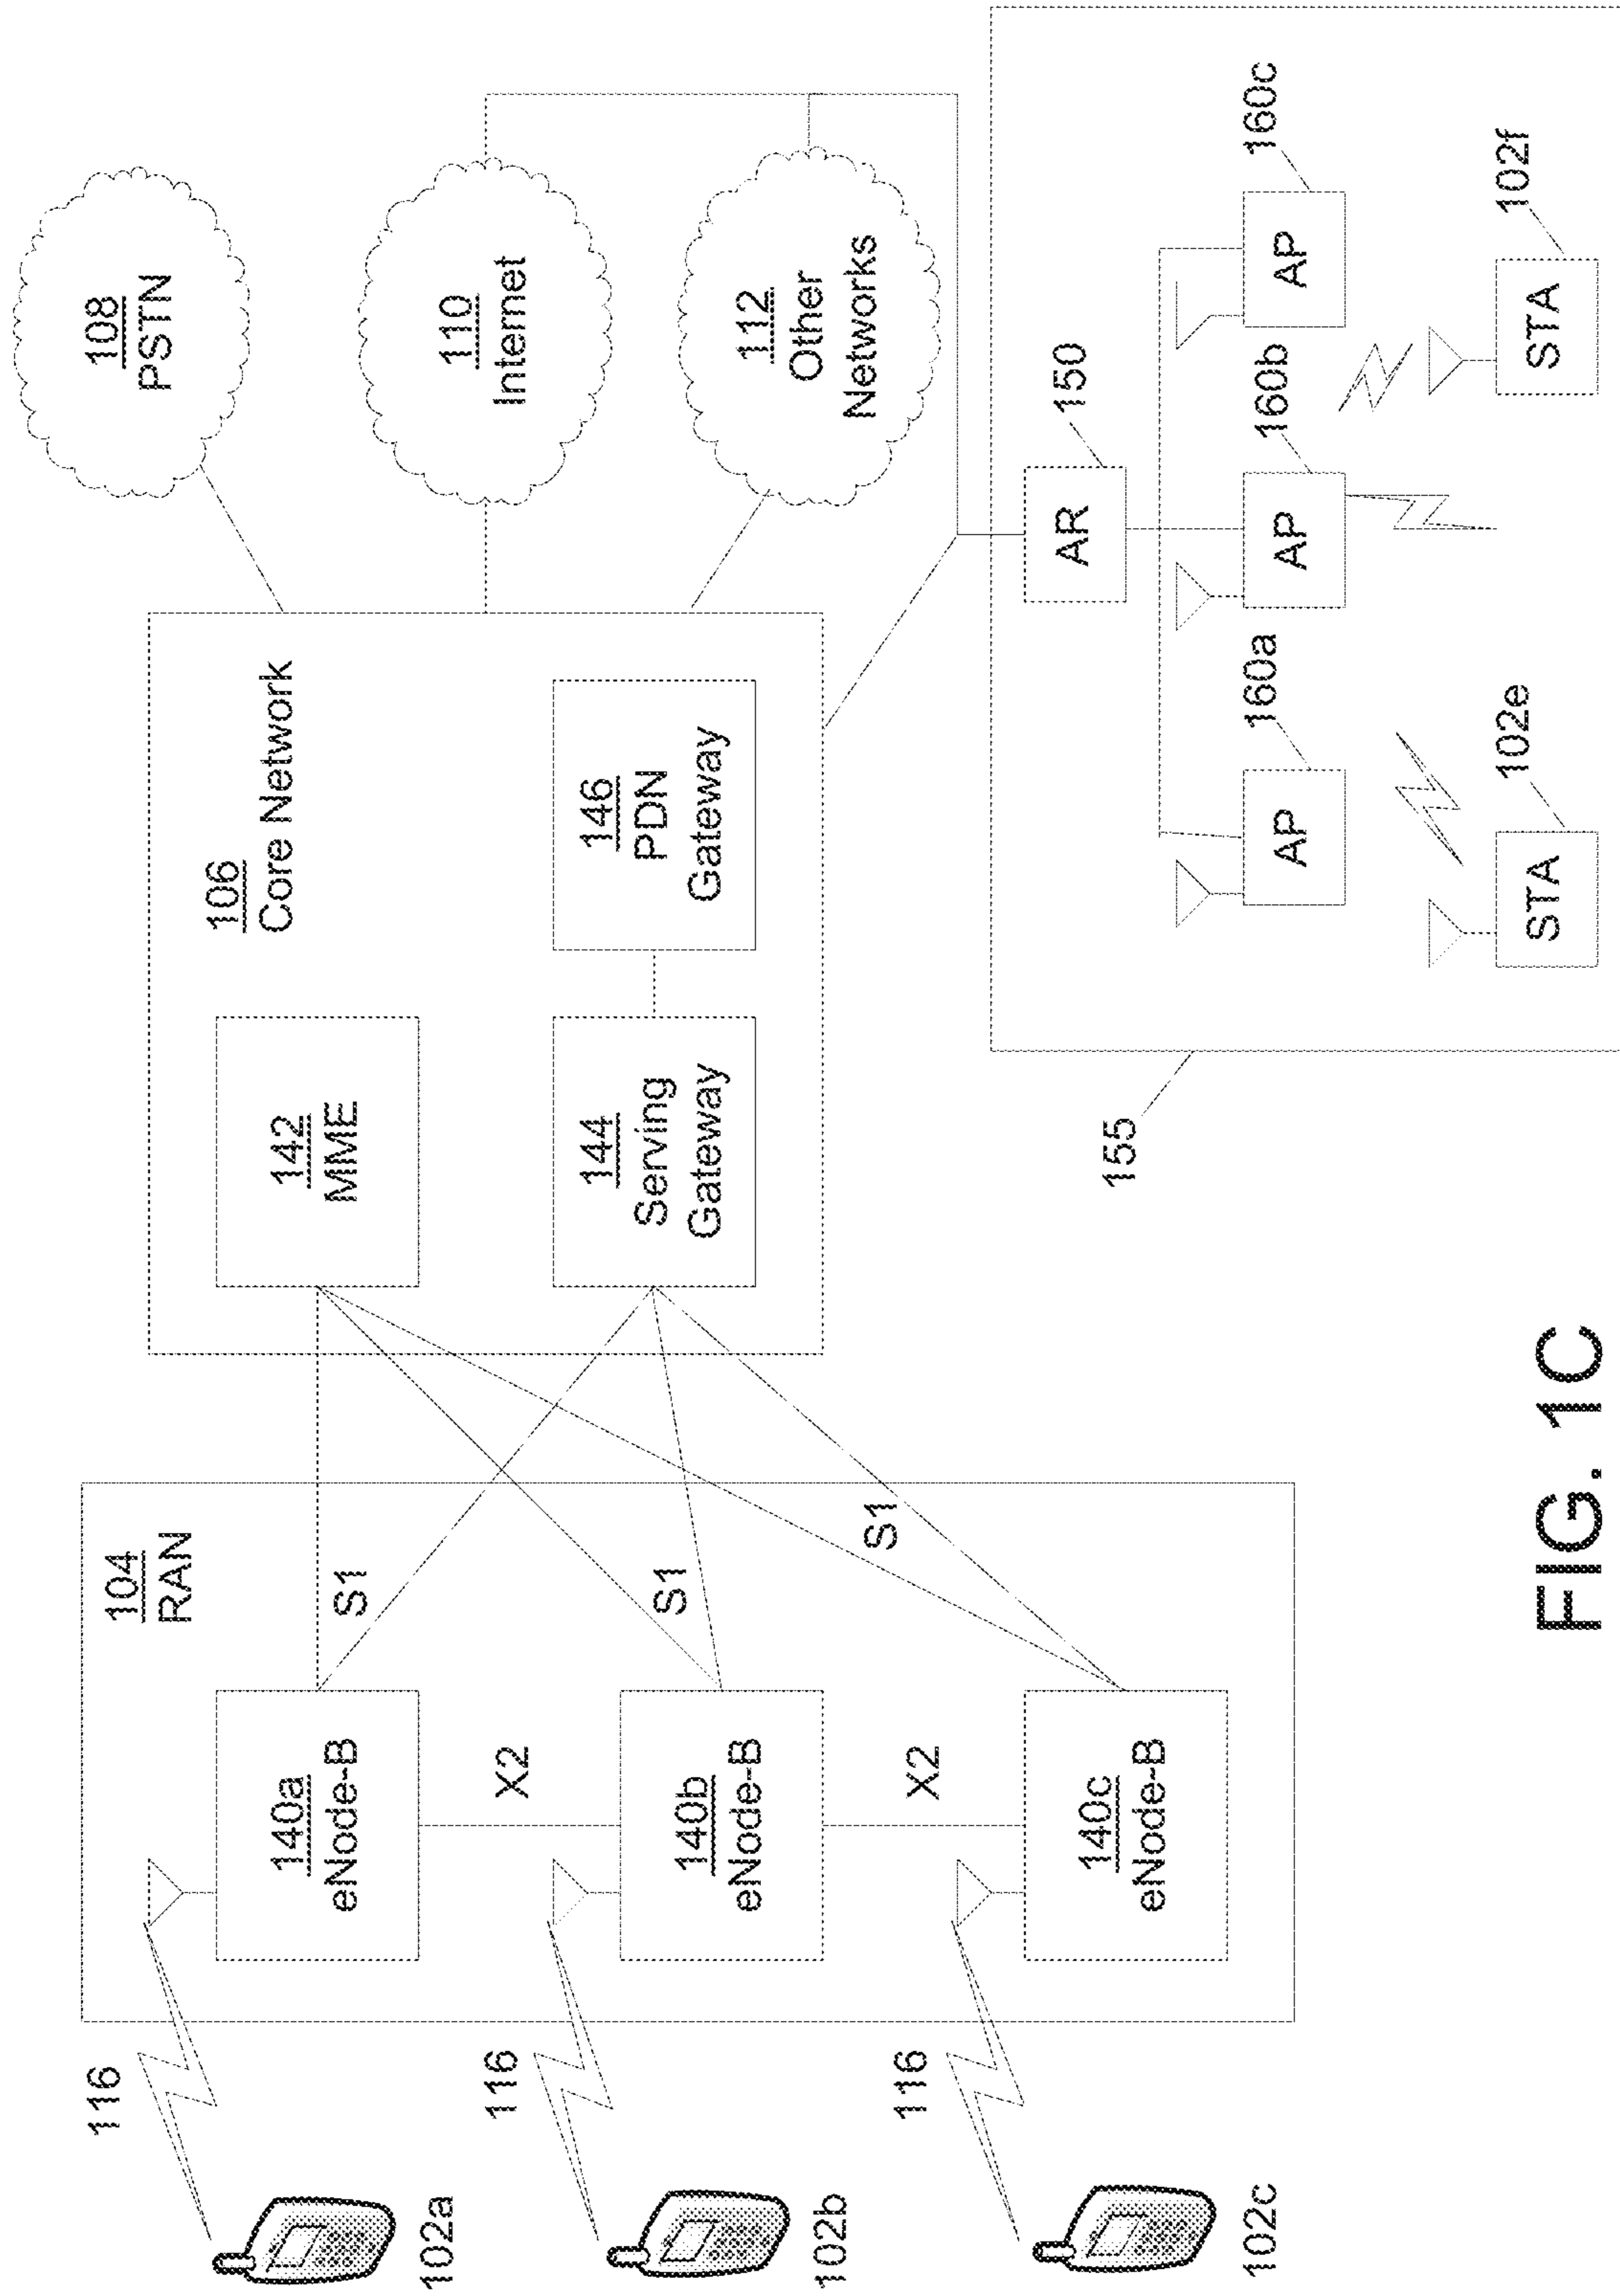 108
PSTN
110
Internet
112
Other
Networks
106
Core Network
142
MME
144
Serving
Gateway
146
PDN
Gateway
104
RAN
S1
S1
S1
140a
eNode-B
X2
140b
eNode-B
X2
140c
eNode-B
116
116
116
102a
102b
102c
AR
150
AP
160a
AP
160b
AP
160c
STA
102e
STA
102f
155
FIG. 1C